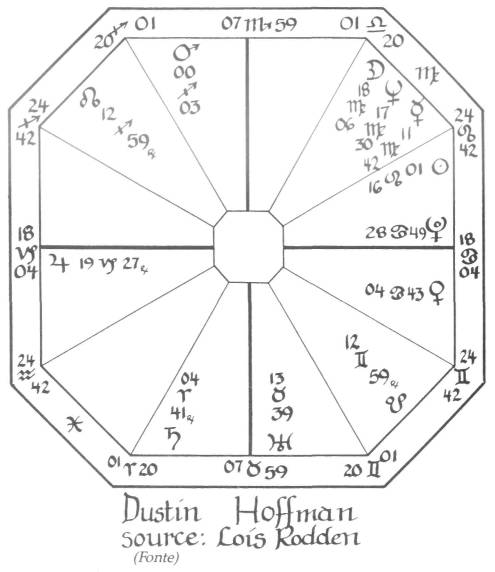 20 ♐ 01
07 ♏ 59
01 ♎ 20
♂ 00 ♐ 03
☽ 18 ♍ 06
♆ 17 ♍ 30
☿ 11 ♍ 42
♍
24 ♐ 42
☊ 12 ♐ 59 ℞
24 ♌ 42
16 ♌ 01 ☉
28 ♋ 49 ⯓
18 ♑ 04
♃ 19 ♑ 27 ℞
18 ♋ 04
04 ♋ 43 ♀
24 ♒ 42
12 ♊ 59 ℞ ☋
24 ♊ 42
04 ♈ 41 ℞ ♄
13 ♉ 39 ♅
♓
01 ♈ 20
07 ♉ 59
20 ♊ 01
Dustin Hoffman
source: Lois Rodden
(Fonte)